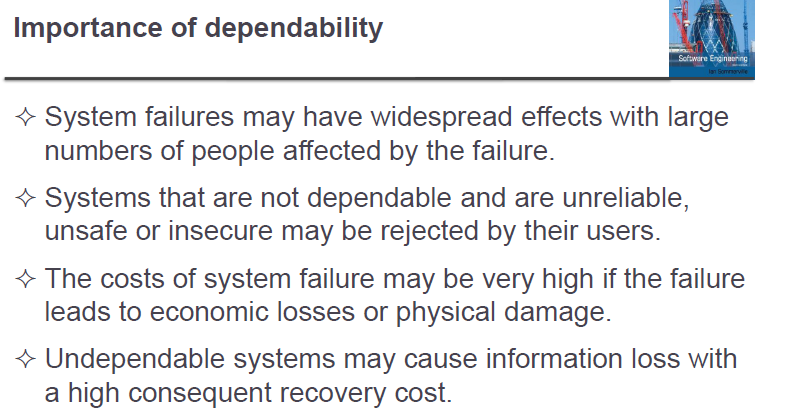 Importance of dependability
Software Engineering
Ian Sommerville
✧ System failures may have widespread effects with large
numbers of people affected by the failure.
✧ Systems that are not dependable and are unreliable,
unsafe or insecure may be rejected by their users.
✧ The costs of system failure may be very high if the failure
leads to economic losses or physical damage.
✧ Undependable systems may cause information loss with
a high consequent recovery cost.